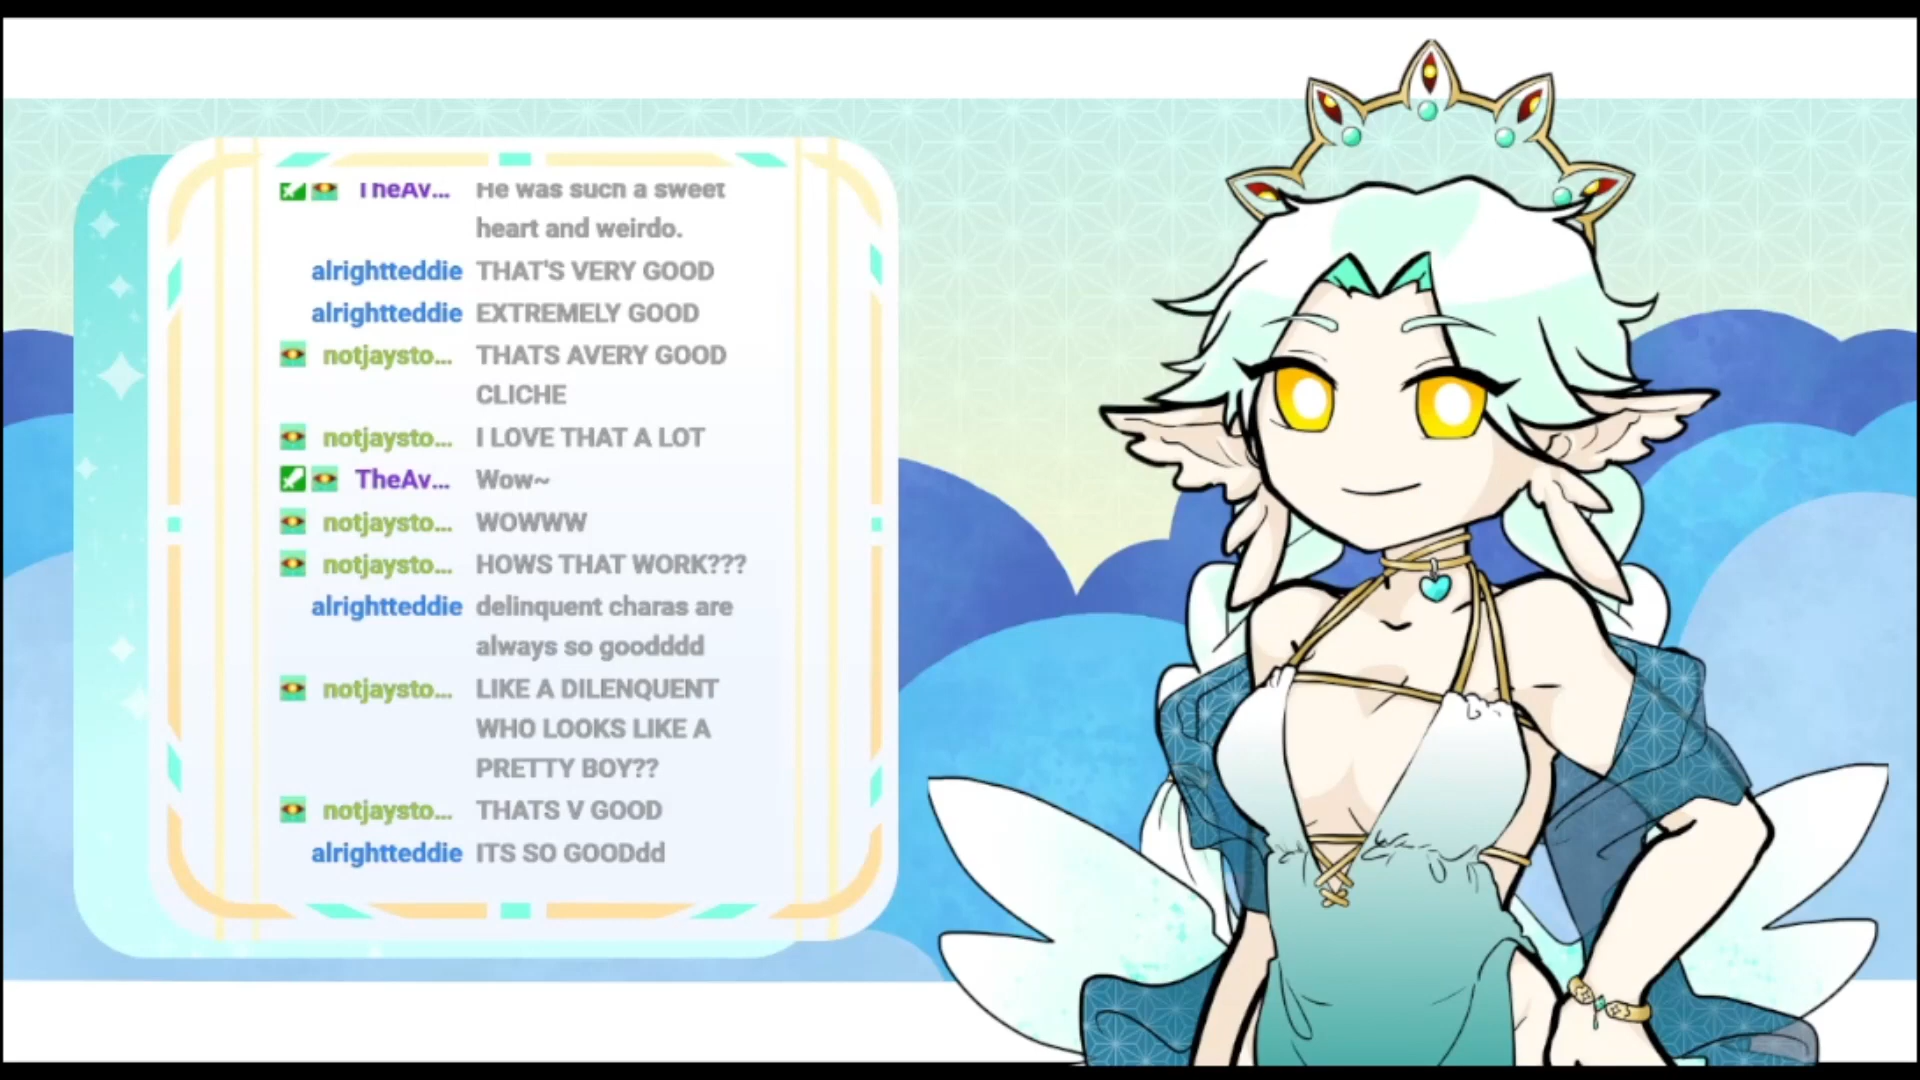 TheAv... He was such a sweet
heart and weirdo.
alrightteddie THAT'S VERY GOOD
alrightteddie EXTREMELY GOOD
notjaysto... THATS AVERY GOOD
CLICHE
notjaysto... I LOVE THAT A LOT
TheAv... Wow~
notjaysto... WOWWW
notjaysto... HOWS THAT WORK???
alrightteddie delinquent charas are
always so goodddd
notjaysto... LIKE A DILENQUENT
WHO LOOKS LIKE A
PRETTY BOY??
notjaysto... THATS V GOOD
alrightteddie ITS SO GOODdd